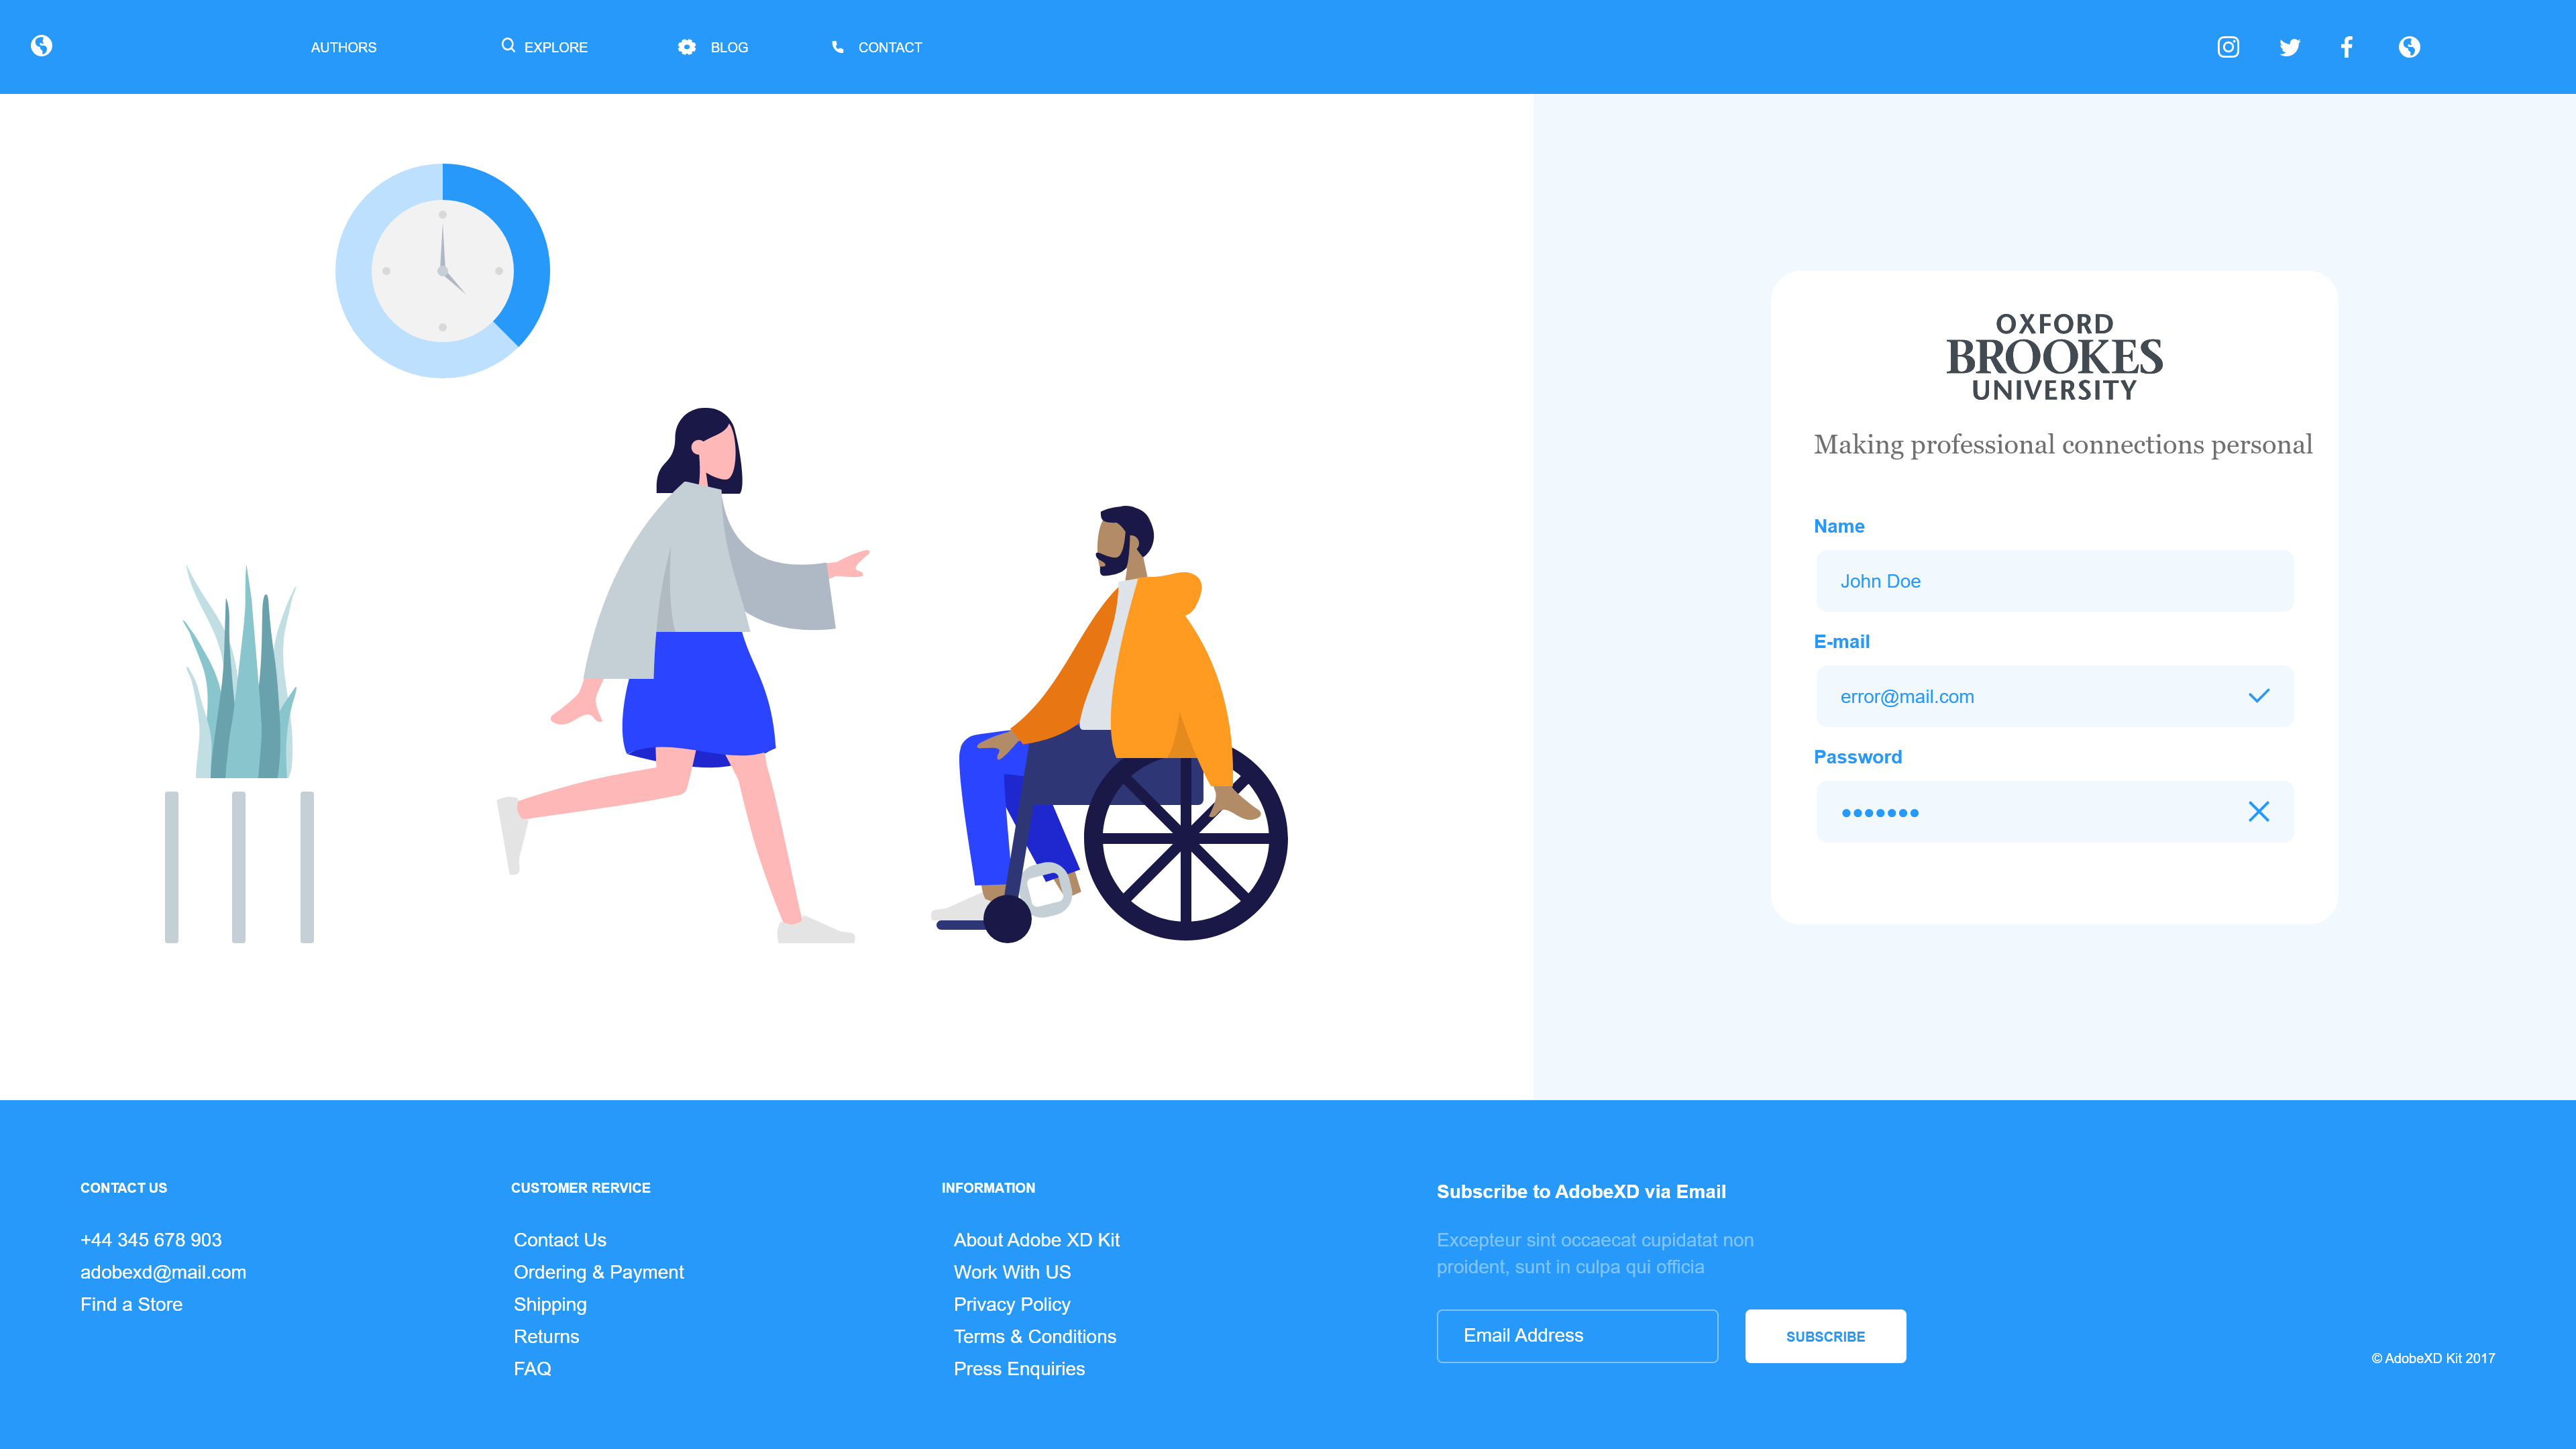 AUTHORS
EXPLORE
BLOG
CONTACT
OXFORD
BROOKES
UNIVERSITY
Making professional connections personal
Name
John Doe
E-mail
error@mail.com
Password
CONTACT US
+44 345 678 903
adobexd@mail.com
Find a Store
CUSTOMER RERVICE
Contact Us
Ordering & Payment
Shipping
Returns
FAQ
INFORMATION
About Adobe XD Kit
Work With US
Privacy Policy
Terms & Conditions
Press Enquiries
Subscribe to AdobeXD via Email
Excepteur sint occaecat cupidatat non
proident, sunt in culpa qui officia
Email Address
SUBSCRIBE
© AdobeXD Kit 2017